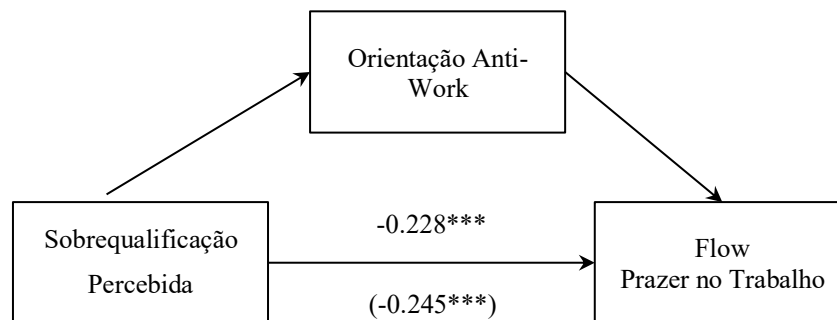 Orientação Anti-
Work
-0.228***
Sobrequalificação
Percebida
Flow
Prazer no Trabalho
(-0.245***)